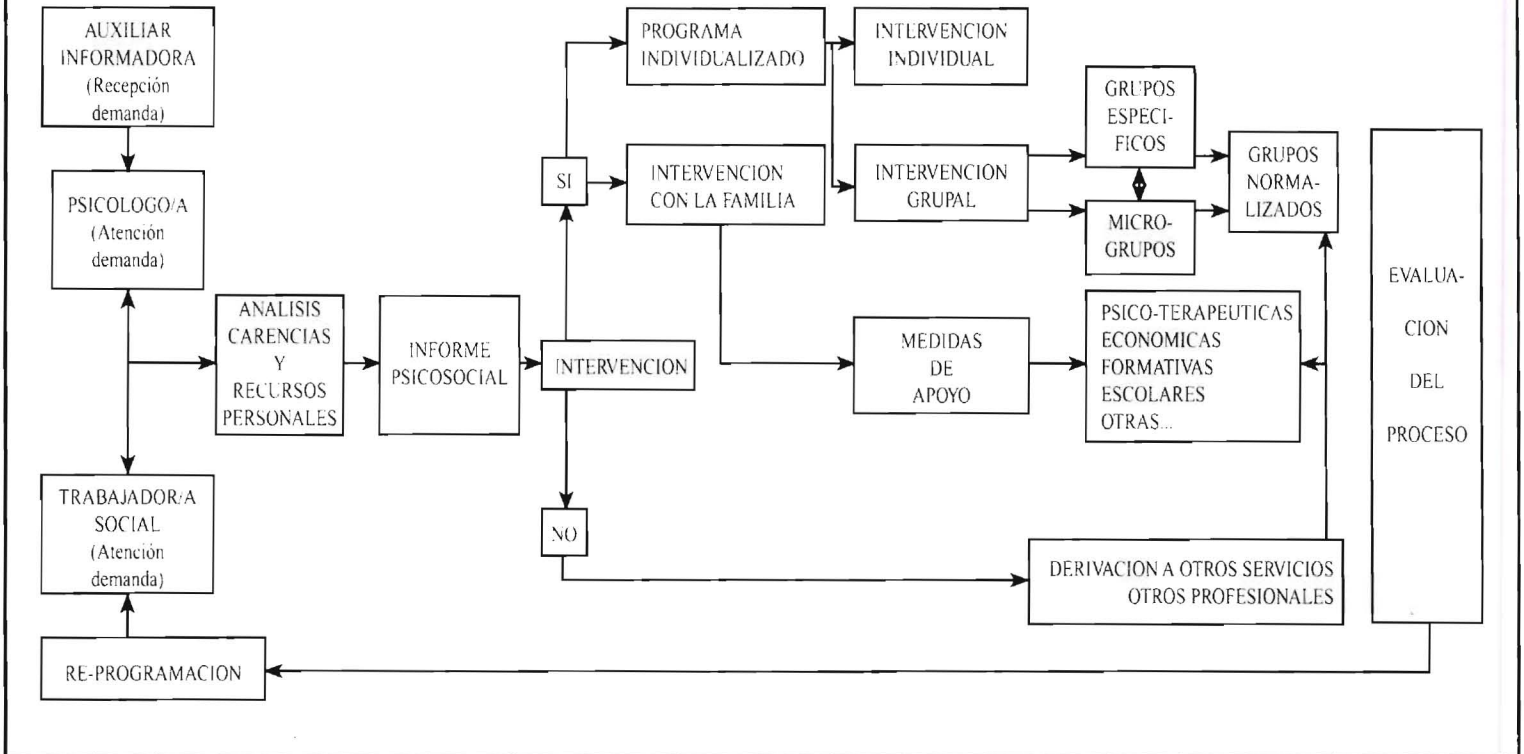 AUXILIAR
INFORMADORA
(Recepción
demanda)
PSICOLOGO/A
(Atención
demanda)
TRABAJADOR/A
SOCIAL
(Atención
demanda)
RE-PROGRAMACION
ANALISIS
CARENCIAS
Y
RECURSOS
PERSONALES
INFORME
PSICOSOCIAL
INTERVENCION
SI
NO
PROGRAMA
INDIVIDUALIZADO
INTERVENCION
CON LA FAMILIA
INTERVENCION
INDIVIDUAL
INTERVENCION
GRUPAL
MEDIDAS
DE
APOYO
GRUPOS
ESPECI-
FICOS
MICRO-
GRUPOS
GRUPOS
NORMA-
LIZADOS
PSICO-TERAPEUTICAS
ECONOMICAS
FORMATIVAS
ESCOLARES
OTRAS...
DERIVACION A OTROS SERVICIOS
OTROS PROFESIONALES
EVALUA-
CION
DEL
PROCESO